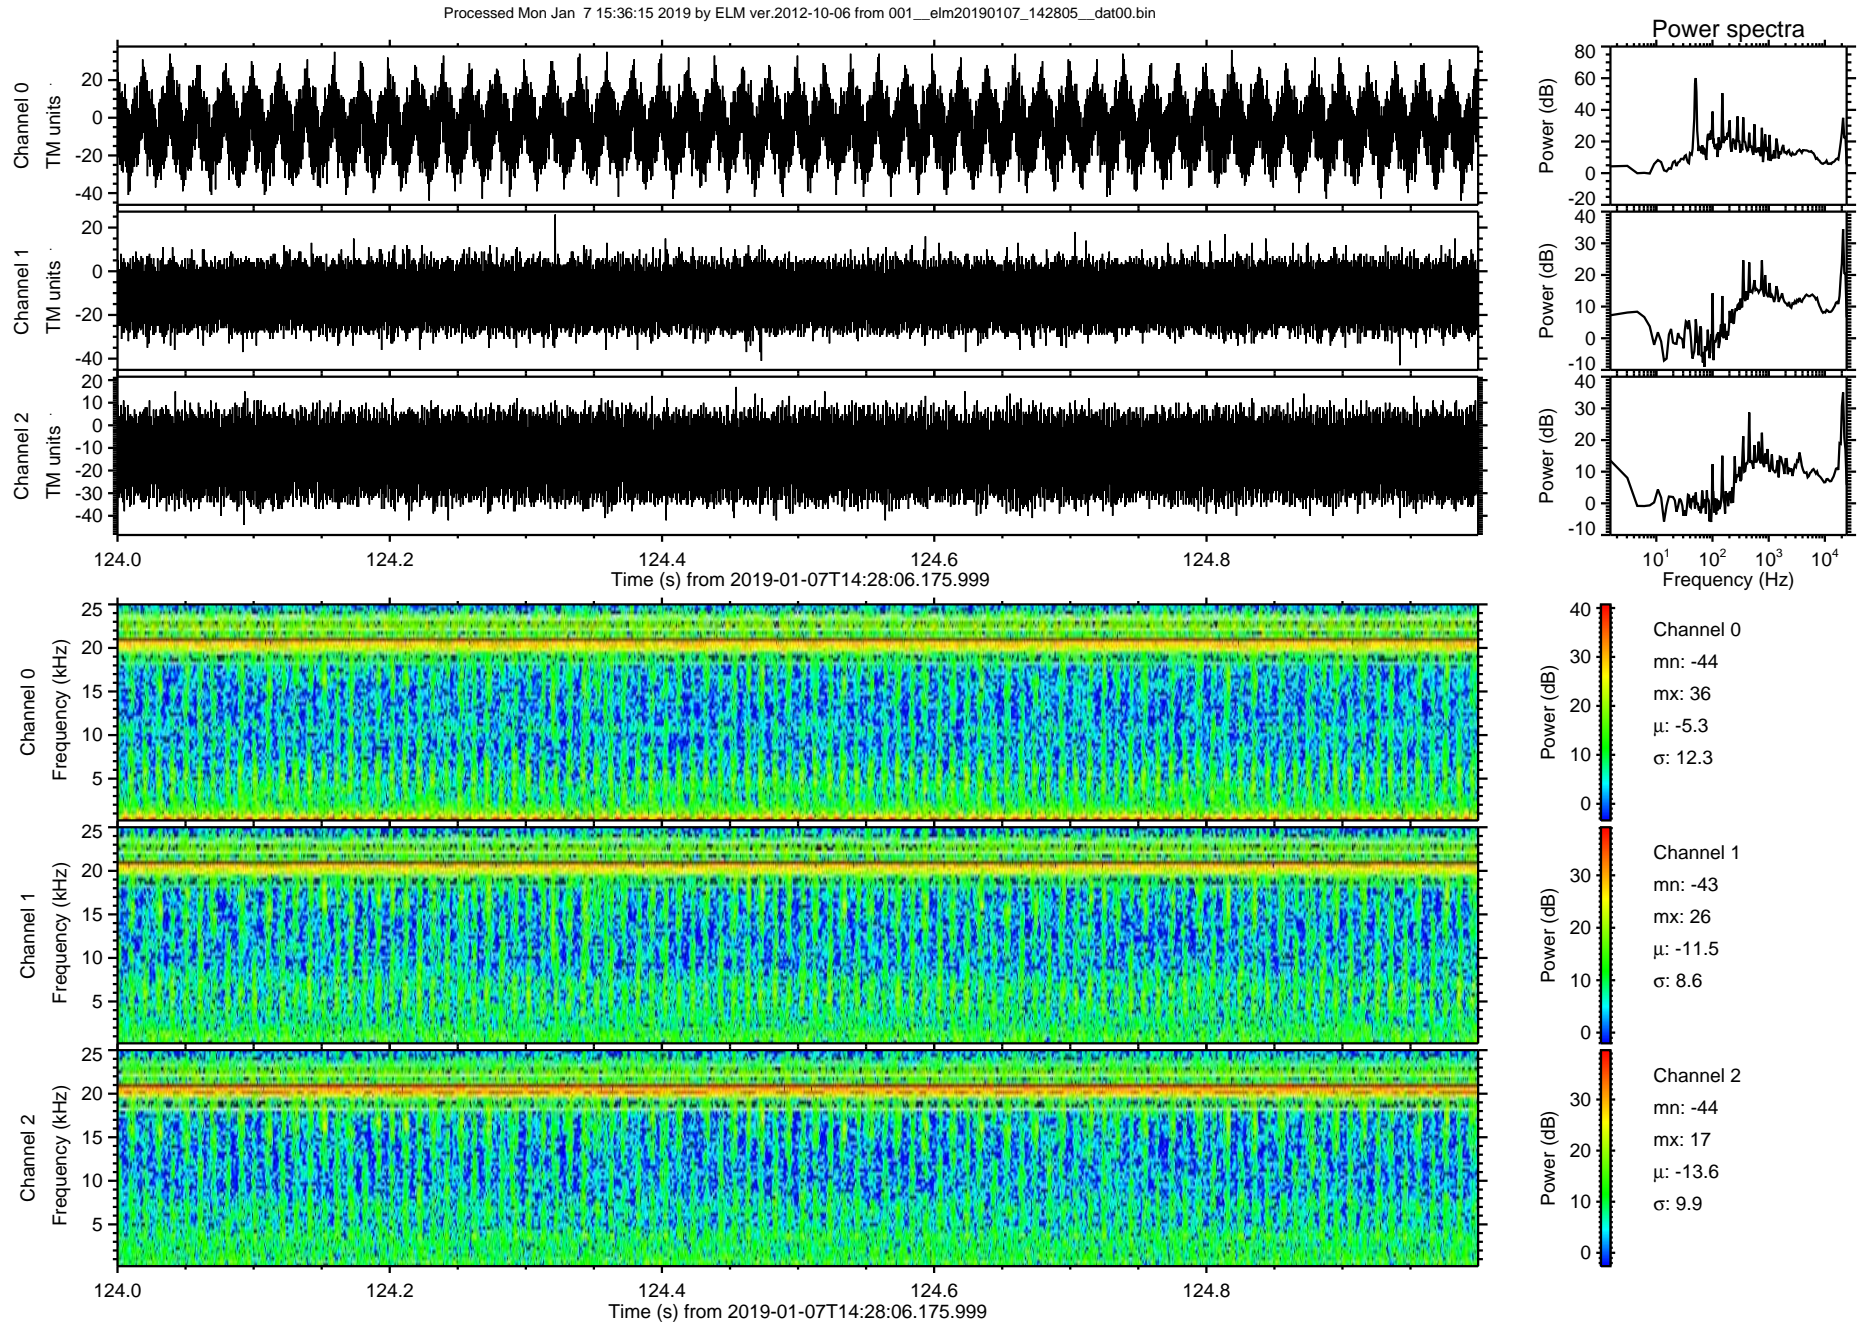 Processed Mon Jan  7 15:36:15 2019 by ELM ver.2012-10-06 from 001__elm20190107_142805__dat00.bin
Power spectra
Channel 0
TM units
20
0
-20
-40
Power (dB)
80
60
40
20
0
-20
Channel 1
TM units
20
0
-20
-40
Power (dB)
40
30
20
10
0
-10
Channel 2
TM units
20
10
0
-10
-20
-30
-40
Power (dB)
40
30
20
10
0
-10
124.0 124.2 124.4 124.6 124.8
Time (s) from 2019-01-07T14:28:06.175.999
10¹ 10² 10³ 10⁴
Frequency (Hz)
Channel 0
Frequency (kHz)
25
20
15
10
5
Power (dB)
40
30
20
10
0
Channel 0
mn: -44
mx: 36
μ: -5.3
σ: 12.3
Channel 1
Frequency (kHz)
25
20
15
10
5
Power (dB)
30
20
10
0
Channel 1
mn: -43
mx: 26
μ: -11.5
σ: 8.6
Channel 2
Frequency (kHz)
25
20
15
10
5
Power (dB)
30
20
10
0
Channel 2
mn: -44
mx: 17
μ: -13.6
σ: 9.9
124.0 124.2 124.4 124.6 124.8
Time (s) from 2019-01-07T14:28:06.175.999